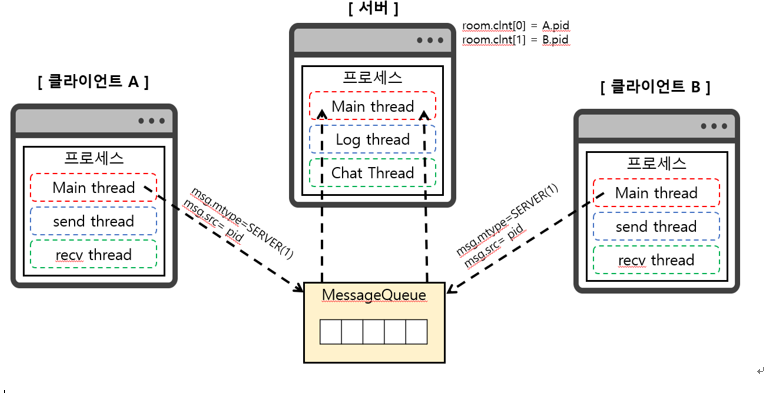 [ 서버 ]
room.clnt[0] = A.pid
room.clnt[1] = B.pid
프로세스
Main thread
Log thread
Chat Thread
[ 클라이언트 A ]
프로세스
Main thread
send thread
recv thread
msg.mtype=SERVER(1)
msg.src= pid
[ 클라이언트 B ]
프로세스
Main thread
send thread
recv thread
msg.mtype=SERVER(1)
msg.src= pid
MessageQueue